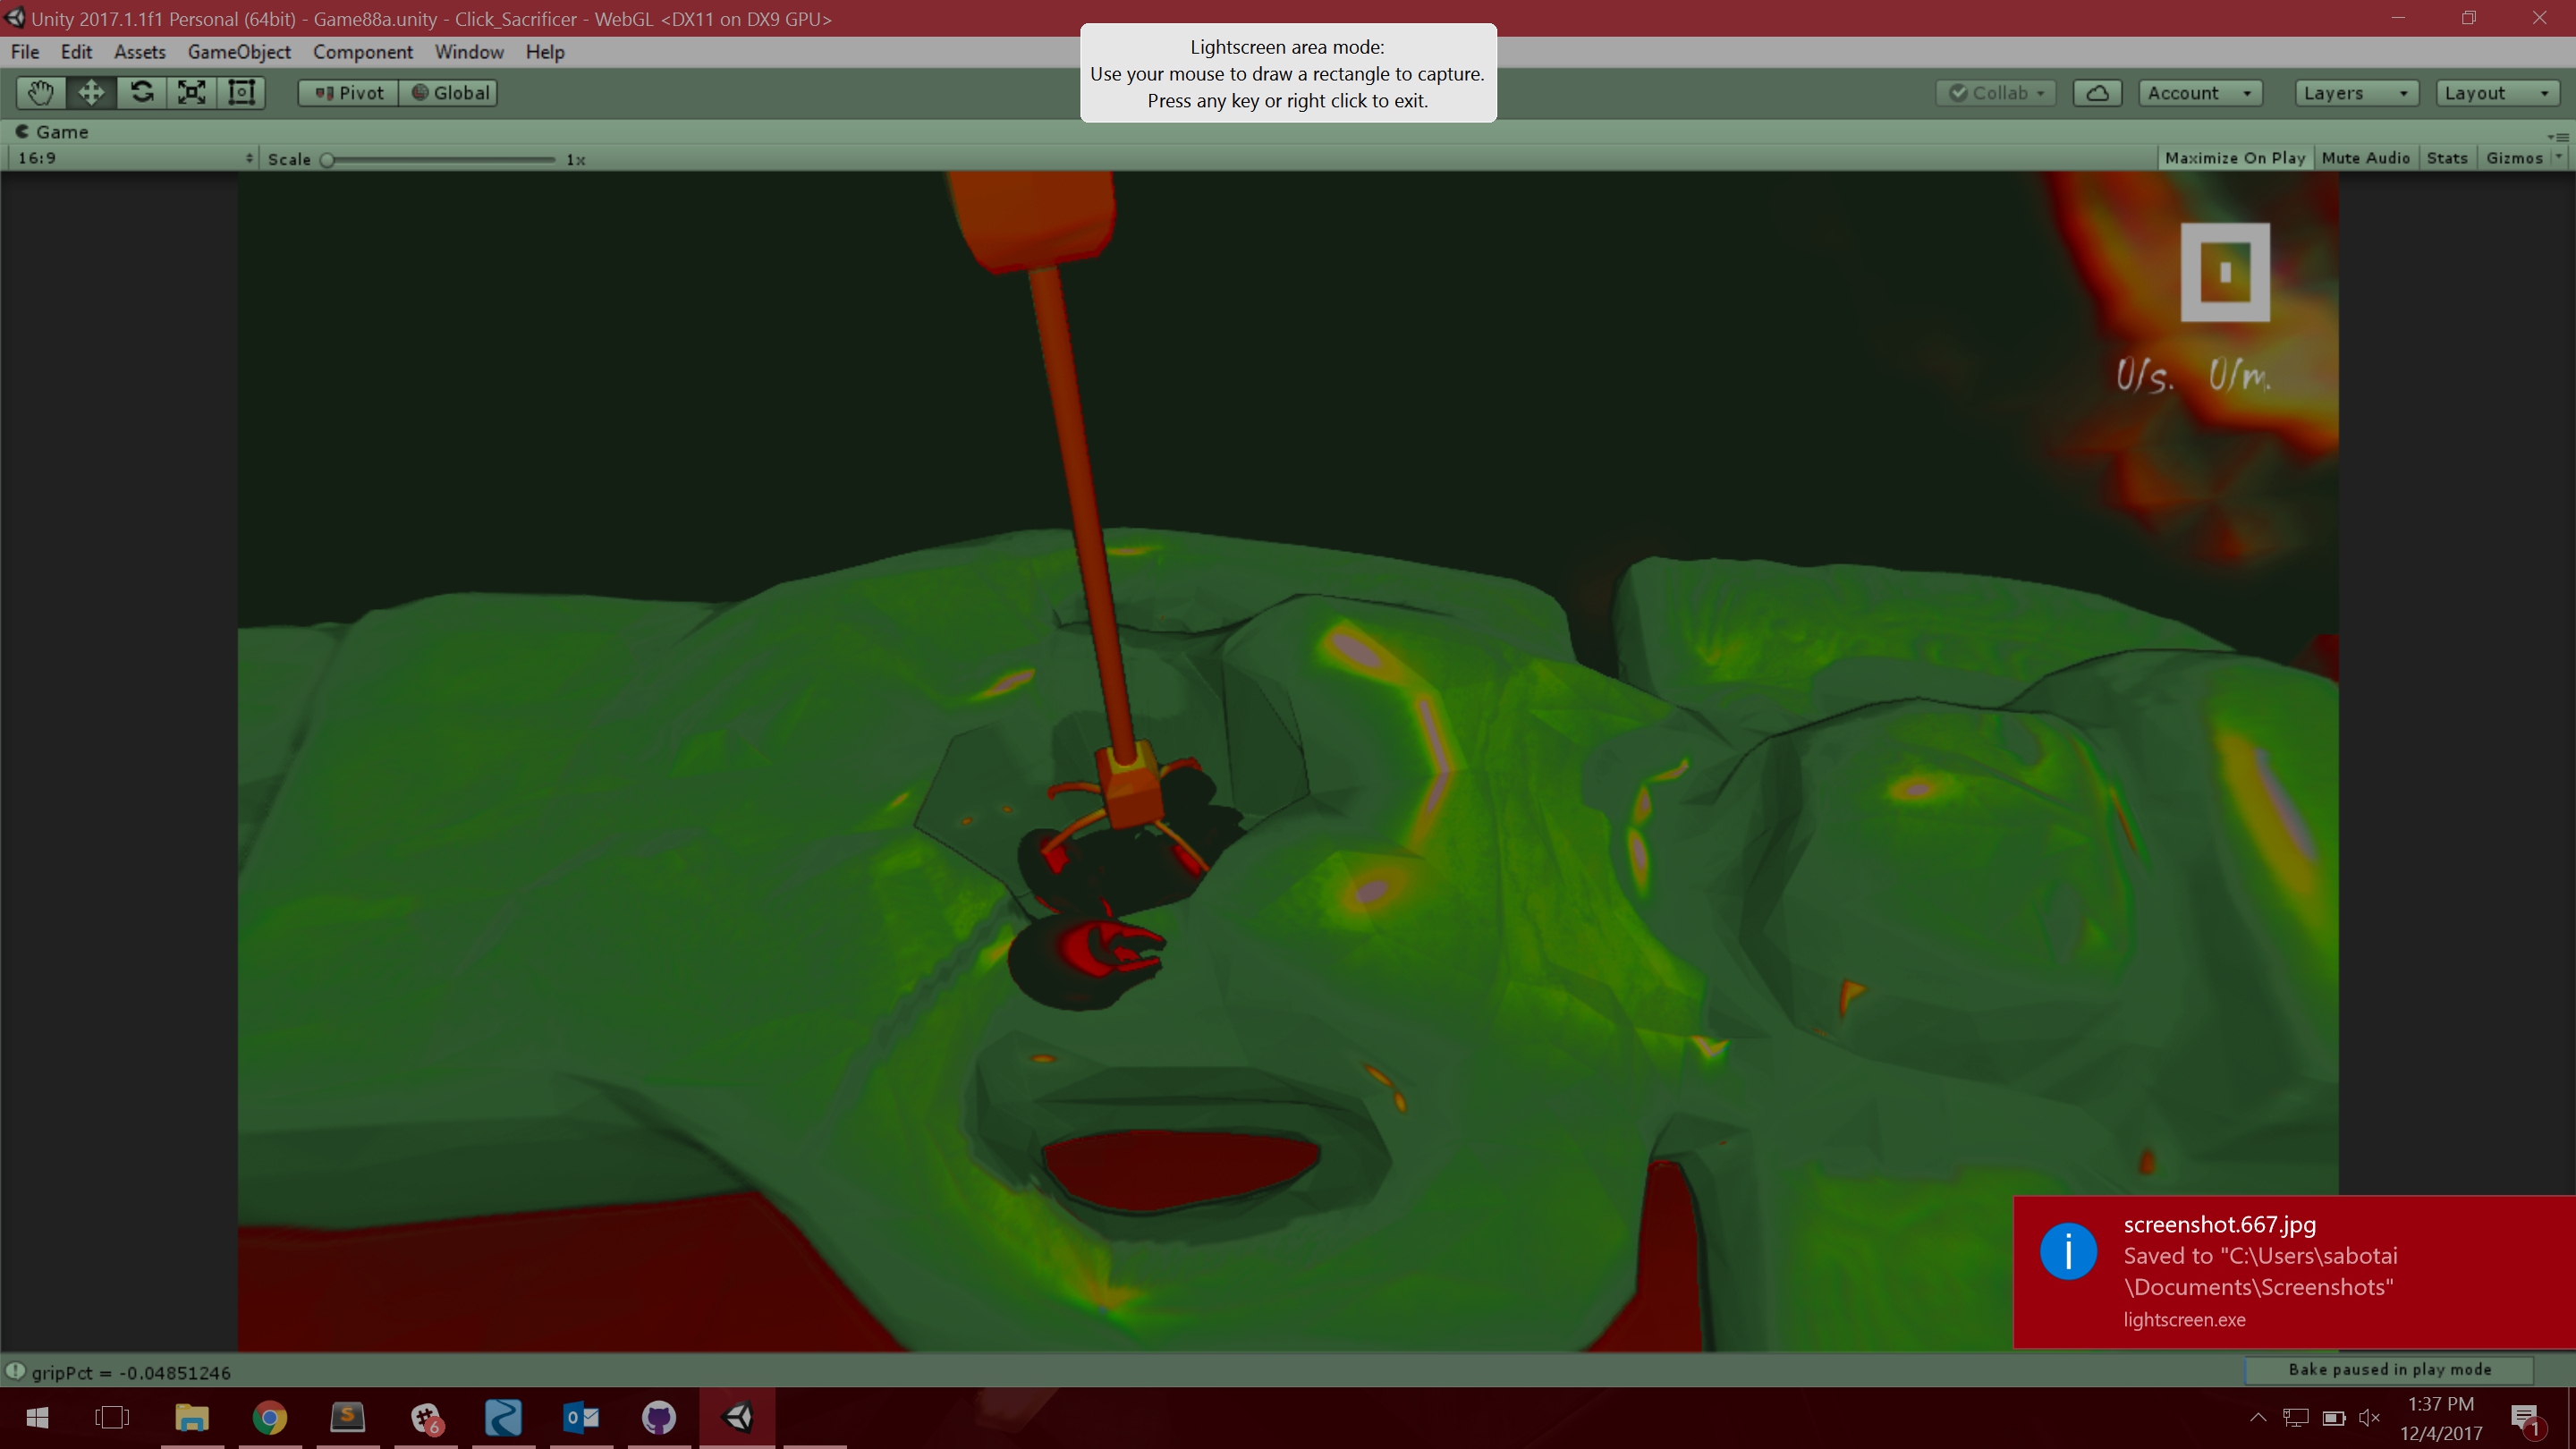 Unity 2017.1.1f1 Personal (64bit) - Game88a.unity - Click_Sacrificer - WebGL <DX11 on DX9 GPU>
File Edit Assets GameObject Component Window Help
Lightscreen area mode:
Use your mouse to draw a rectangle to capture.
Press any key or right click to exit.
Pivot Global Collab Account Layers Layout
Game
16:9 Scale 1x Maximize On Play Mute Audio Stats Gizmos
0/s. 0/m.
screenshot.667.jpg
Saved to "C:\Users\sabotai
\Documents\Screenshots"
lightscreen.exe
gripPct = -0.04851246 Bake paused in play mode
6
1:37 PM
12/4/2017
1